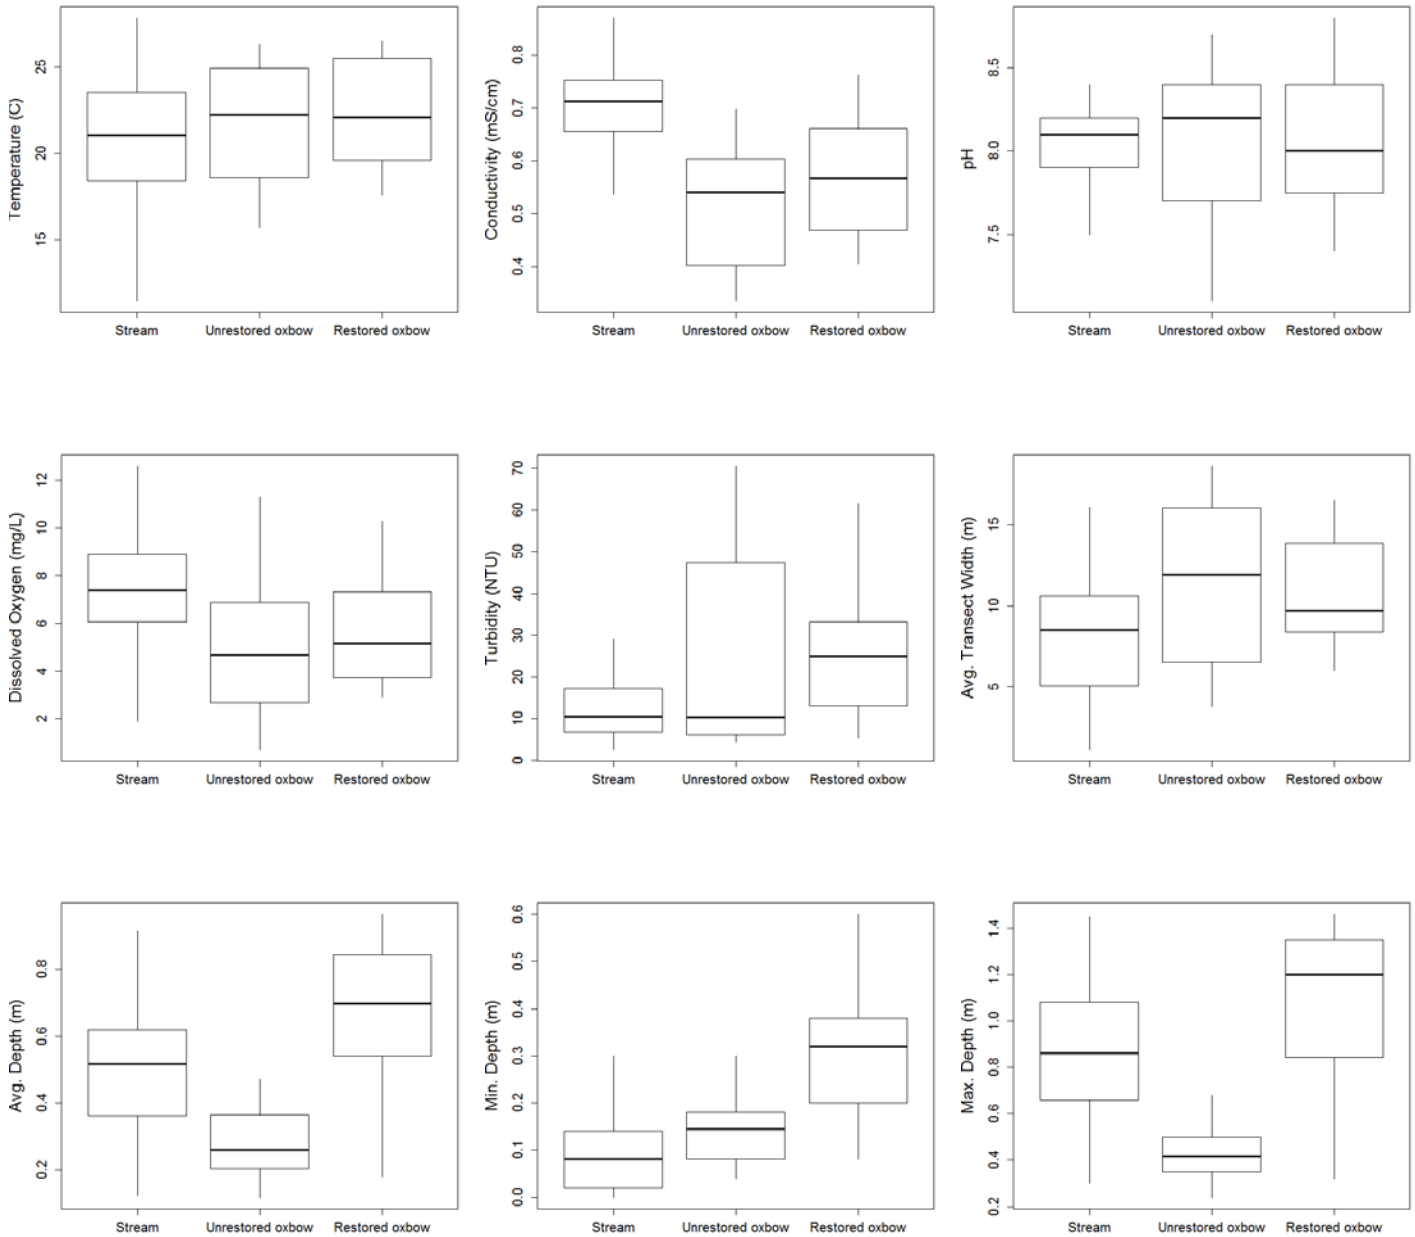 Temperature (C)
25
20
15
Stream Unrestored oxbow Restored oxbow
Conductivity (mS/cm)
0.8
0.7
0.6
0.5
0.4
Stream Unrestored oxbow Restored oxbow
pH
8.5
8.0
7.5
Stream Unrestored oxbow Restored oxbow
Dissolved Oxygen (mg/L)
12
10
8
6
4
2
Stream Unrestored oxbow Restored oxbow
Turbidity (NTU)
70
60
50
40
30
20
10
0
Stream Unrestored oxbow Restored oxbow
Avg. Transect Width (m)
15
10
5
Stream Unrestored oxbow Restored oxbow
Avg. Depth (m)
0.8
0.6
0.4
0.2
Stream Unrestored oxbow Restored oxbow
Min. Depth (m)
0.6
0.5
0.4
0.3
0.2
0.1
0.0
Stream Unrestored oxbow Restored oxbow
Max. Depth (m)
1.4
1.2
1.0
0.8
0.6
0.4
0.2
Stream Unrestored oxbow Restored oxbow